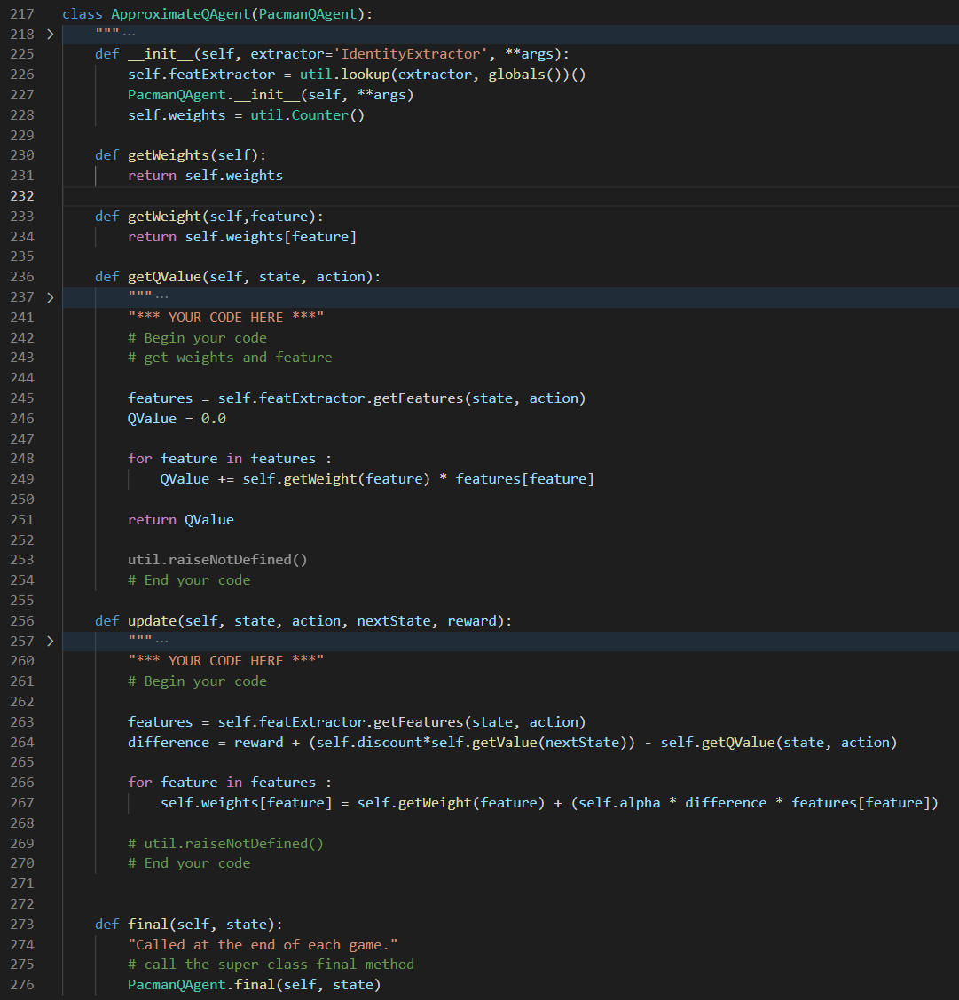 217 class ApproximateQAgent(PacmanQAgent):
218 > """ ···
225 def __init__(self, extractor='IdentityExtractor', **args):
226 self.featExtractor = util.lookup(extractor, globals())()
227 PacmanQAgent.__init__(self, **args)
228 self.weights = util.Counter()
229
230 def getWeights(self):
231 return self.weights
232
233 def getWeight(self,feature):
234 return self.weights[feature]
235
236 def getQValue(self, state, action):
237 > """ ···
241 "*** YOUR CODE HERE ***"
242 # Begin your code
243 # get weights and feature
244
245 features = self.featExtractor.getFeatures(state, action)
246 QValue = 0.0
247
248 for feature in features :
249 QValue += self.getWeight(feature) * features[feature]
250
251 return QValue
252
253 util.raiseNotDefined()
254 # End your code
255
256 def update(self, state, action, nextState, reward):
257 > """ ···
260 "*** YOUR CODE HERE ***"
261 # Begin your code
262
263 features = self.featExtractor.getFeatures(state, action)
264 difference = reward + (self.discount*self.getValue(nextState)) - self.getQValue(state, action)
265
266 for feature in features :
267 self.weights[feature] = self.getWeight(feature) + (self.alpha * difference * features[feature])
268
269 # util.raiseNotDefined()
270 # End your code
271
272
273 def final(self, state):
274 "Called at the end of each game."
275 # call the super-class final method
276 PacmanQAgent.final(self, state)